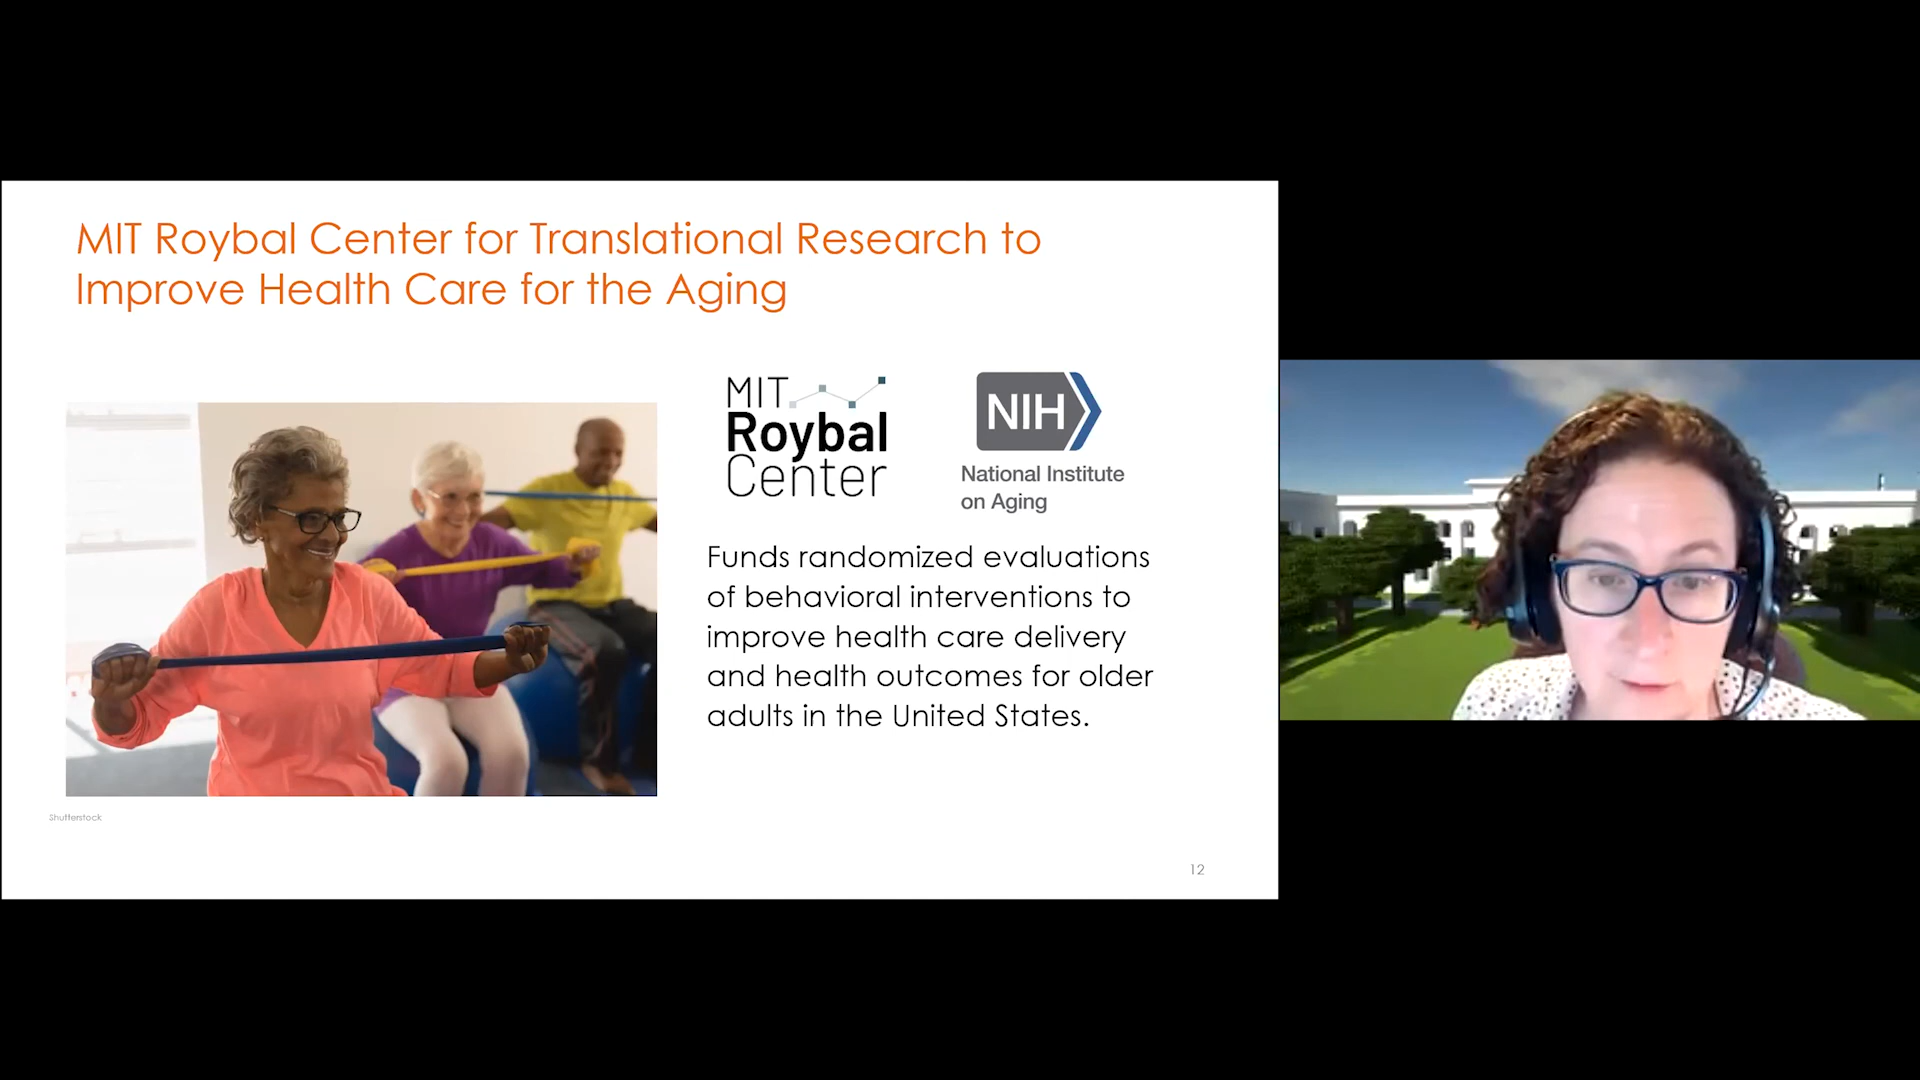 MIT Roybal Center for Translational Research to
Improve Health Care for the Aging
MIT
Roybal
Center
NIH
National Institute
on Aging
Funds randomized evaluations
of behavioral interventions to
improve health care delivery
and health outcomes for older
adults in the United States.
Shutterstock
12